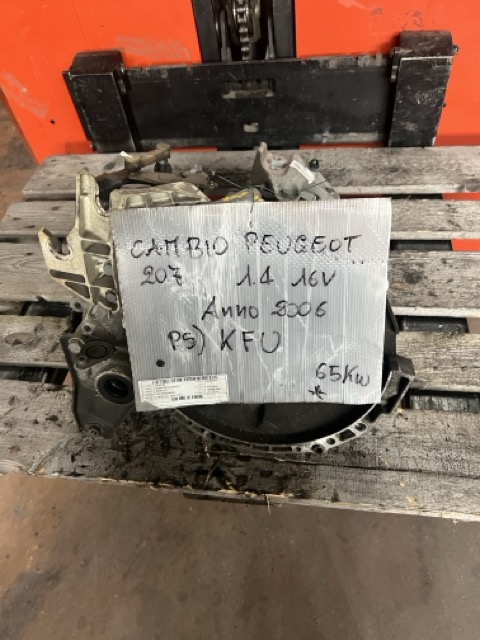 CAMBIO PEUGEOT
207 1.4 16V
Anno 2006
PS) KFU
65Kw
*